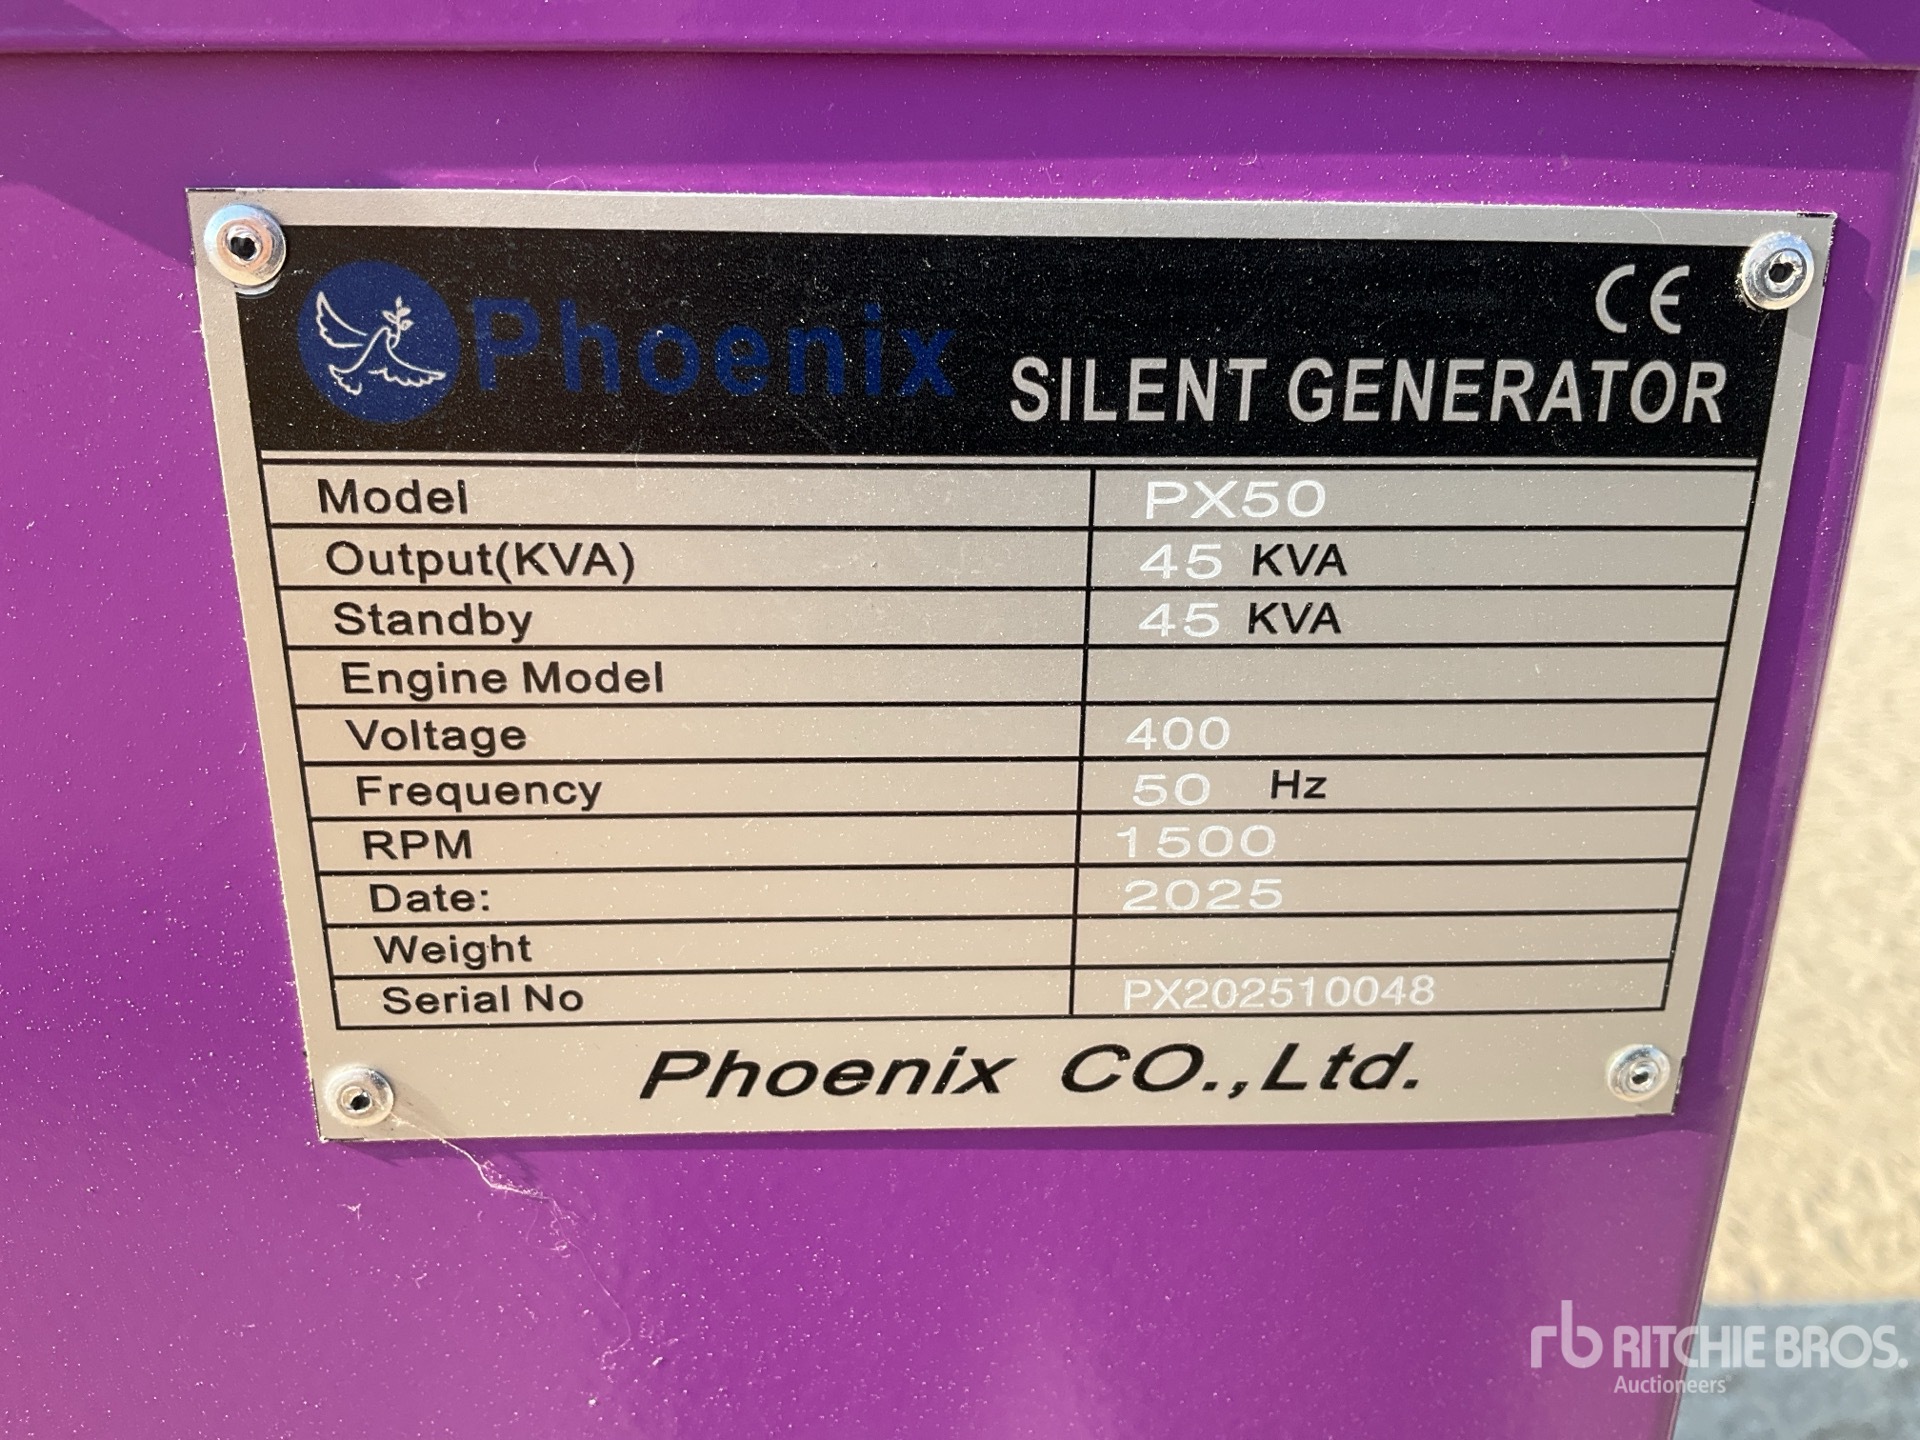 Phoenix
CE
SILENT GENERATOR
Model PX50
Output(KVA) 45 KVA
Standby 45 KVA
Engine Model
Voltage 400
Frequency 50 Hz
RPM 1500
Date: 2025
Weight
Serial No PX202510048
Phoenix CO.,Ltd.
rb RITCHIE BROS.
Auctioneers